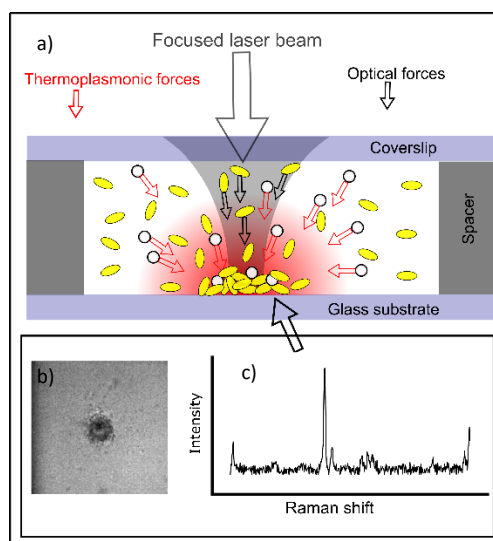 a)
Focused laser beam
Thermoplasmonic forces
Optical forces
Coverslip
Spacer
Glass substrate
b)
c)
Intensity
Raman shift